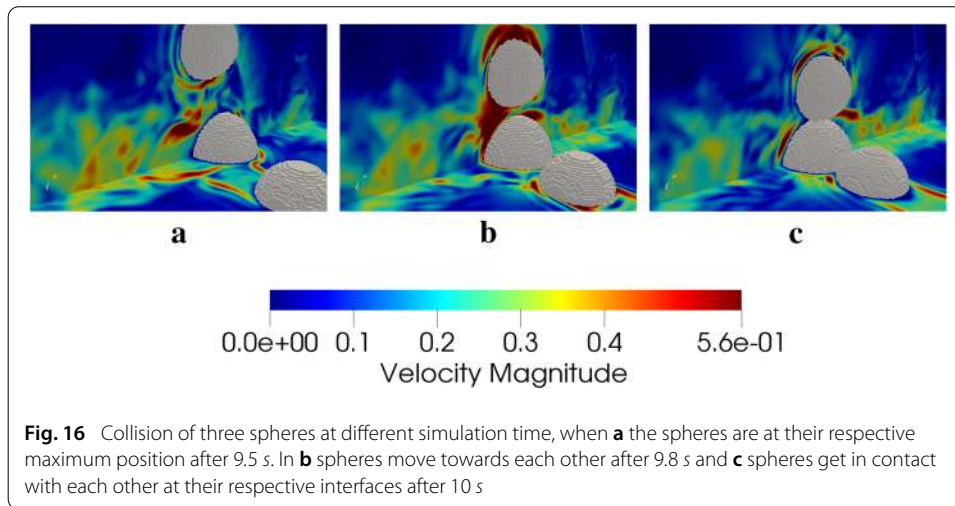 a b c
0.0e+00 0.1 0.2 0.3 0.4 5.6e-01
Velocity Magnitude
Fig. 16 Collision of three spheres at different simulation time, when a the spheres are at their respective
maximum position after 9.5 s. In b spheres move towards each other after 9.8 s and c spheres get in contact
with each other at their respective interfaces after 10 s